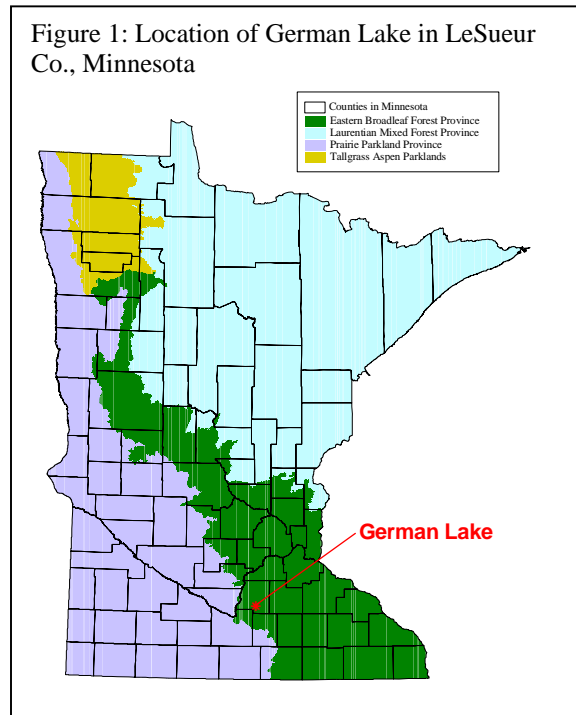 Figure 1: Location of German Lake in LeSueur
Co., Minnesota
Counties in Minnesota
Eastern Broadleaf Forest Province
Laurentian Mixed Forest Province
Prairie Parkland Province
Tallgrass Aspen Parklands
German Lake